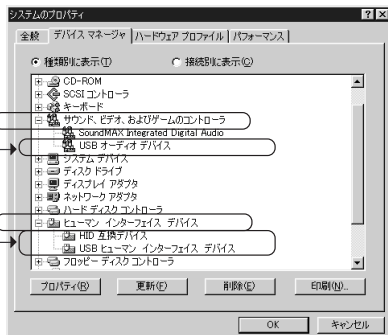 システムのプロパティ
全般 デバイス マネージャ ハードウェア プロファイル パフォーマンス
種類別に表示(T) 接続別に表示(C)
CD-ROM
SCSI コントローラ
キーボード
サウンド、ビデオ、およびゲームのコントローラ
SoundMAX Integrated Digital Audio
USB オーディオ デバイス
システム デバイス
ディスク ドライブ
ディスプレイ アダプタ
ネットワーク アダプタ
ハード ディスク コントローラ
ヒューマン インターフェイス デバイス
HID 互換デバイス
USB ヒューマン インターフェイス デバイス
フロッピー ディスク コントローラ
プロパティ(R) 更新(F) 削除(E) 印刷(N)...
OK キャンセル